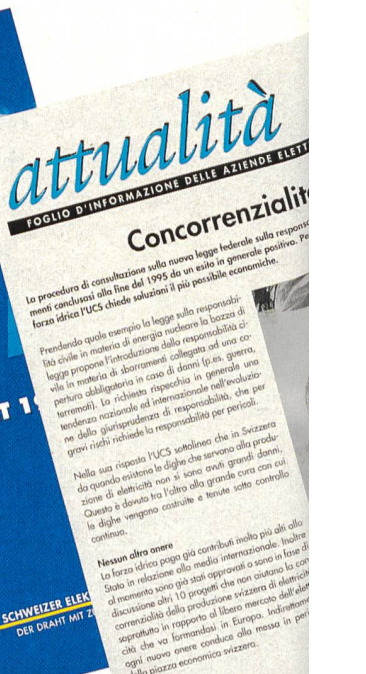 attualità
FOGLIO D'INFORMAZIONE DELLE AZIENDE
Concorrenzialit
La procedura di consultazione sulla nuova legge federale sulla
menti conclusasi alla fine del 1995 da un esito in generale positivo.
forza idrica l'UCS chiede soluzioni il più possibile economiche.
Prendendo quale esempio la legge sulla responsabi-
lità civile in materia di energia nucleare la bozza di
legge propone l'introduzione della responsabilità ci-
vile in materia di sbarramenti collegata ad una co-
pertura obbligatoria in caso di danni (p.es. guerra,
terremoti). La richiesta rispecchia in generale una
tendenza nazionale ed internazionale nell'evoluzio-
ne della giurisprudenza di responsabilità, che per
gravi rischi richiede la responsabilità per pericoli.
Nella sua risposta l'UCS sottolinea che in Svizzera
da quando esistono le dighe che servano alla produ-
zione di elettricità non si sono avuti grandi danni.
Questo è dovuto tra l'altro alla grande cura con cui
le dighe vengono costruite e tenute sotto controllo
continuo.
Nessun altro onere
La forza idrica paga già contributi molto più alti allo
Stato in relazione alla media internazionale. Inoltre
al momento sono già stati approvati o sono in fase di
discussione altri 10 progetti che non aiutano la con
correnzialità della produzione svizzera di elettricità
soprattutto in rapporto al libero mercato dell'elet
cità che va formandosi in Europa. Indirettam
ogni nuovo onere conduce alla messa in per
della piazza economica svizzera.
T 19
SCHWEIZER ELEK
DER DRAHT MIT Z